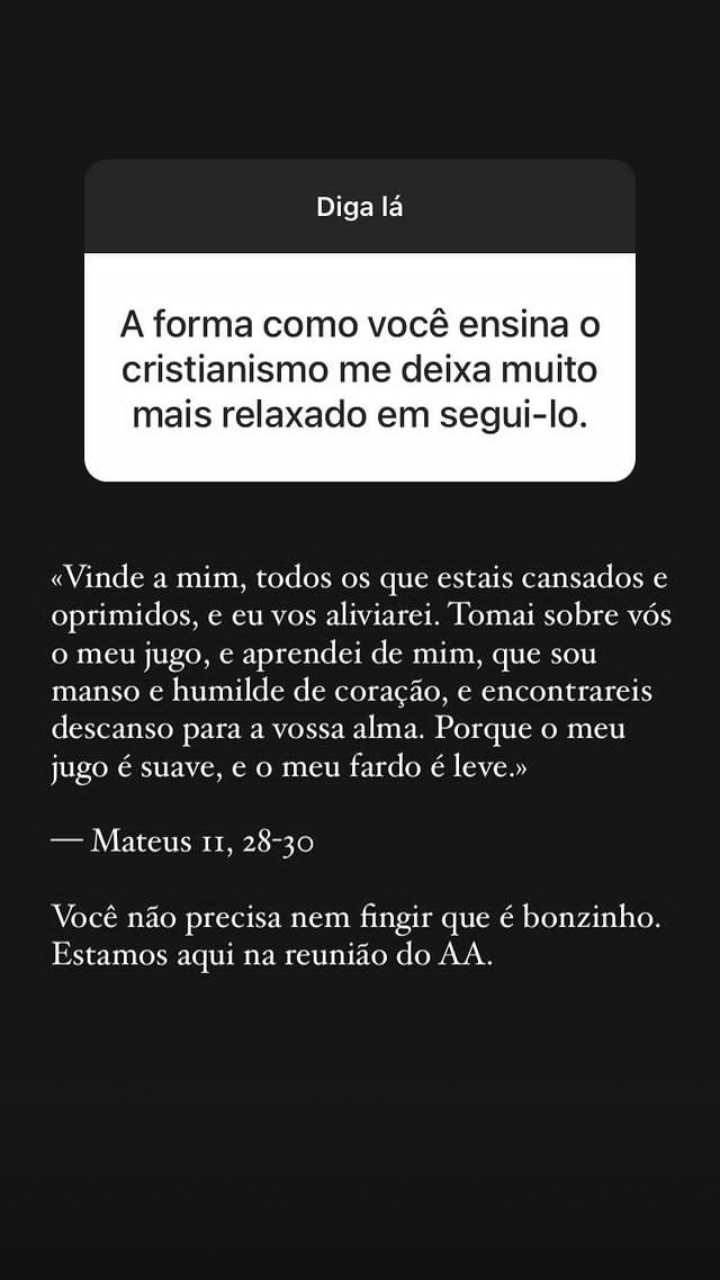 Diga lá
A forma como você ensina o
cristianismo me deixa muito
mais relaxado em segui-lo.
«Vinde a mim, todos os que estais cansados e
oprimidos, e eu vos aliviarei. Tomai sobre vós
o meu jugo, e aprendei de mim, que sou
manso e humilde de coração, e encontrareis
descanso para a vossa alma. Porque o meu
jugo é suave, e o meu fardo é leve.»
— Mateus 11, 28-30
Você não precisa nem fingir que é bonzinho.
Estamos aqui na reunião do AA.